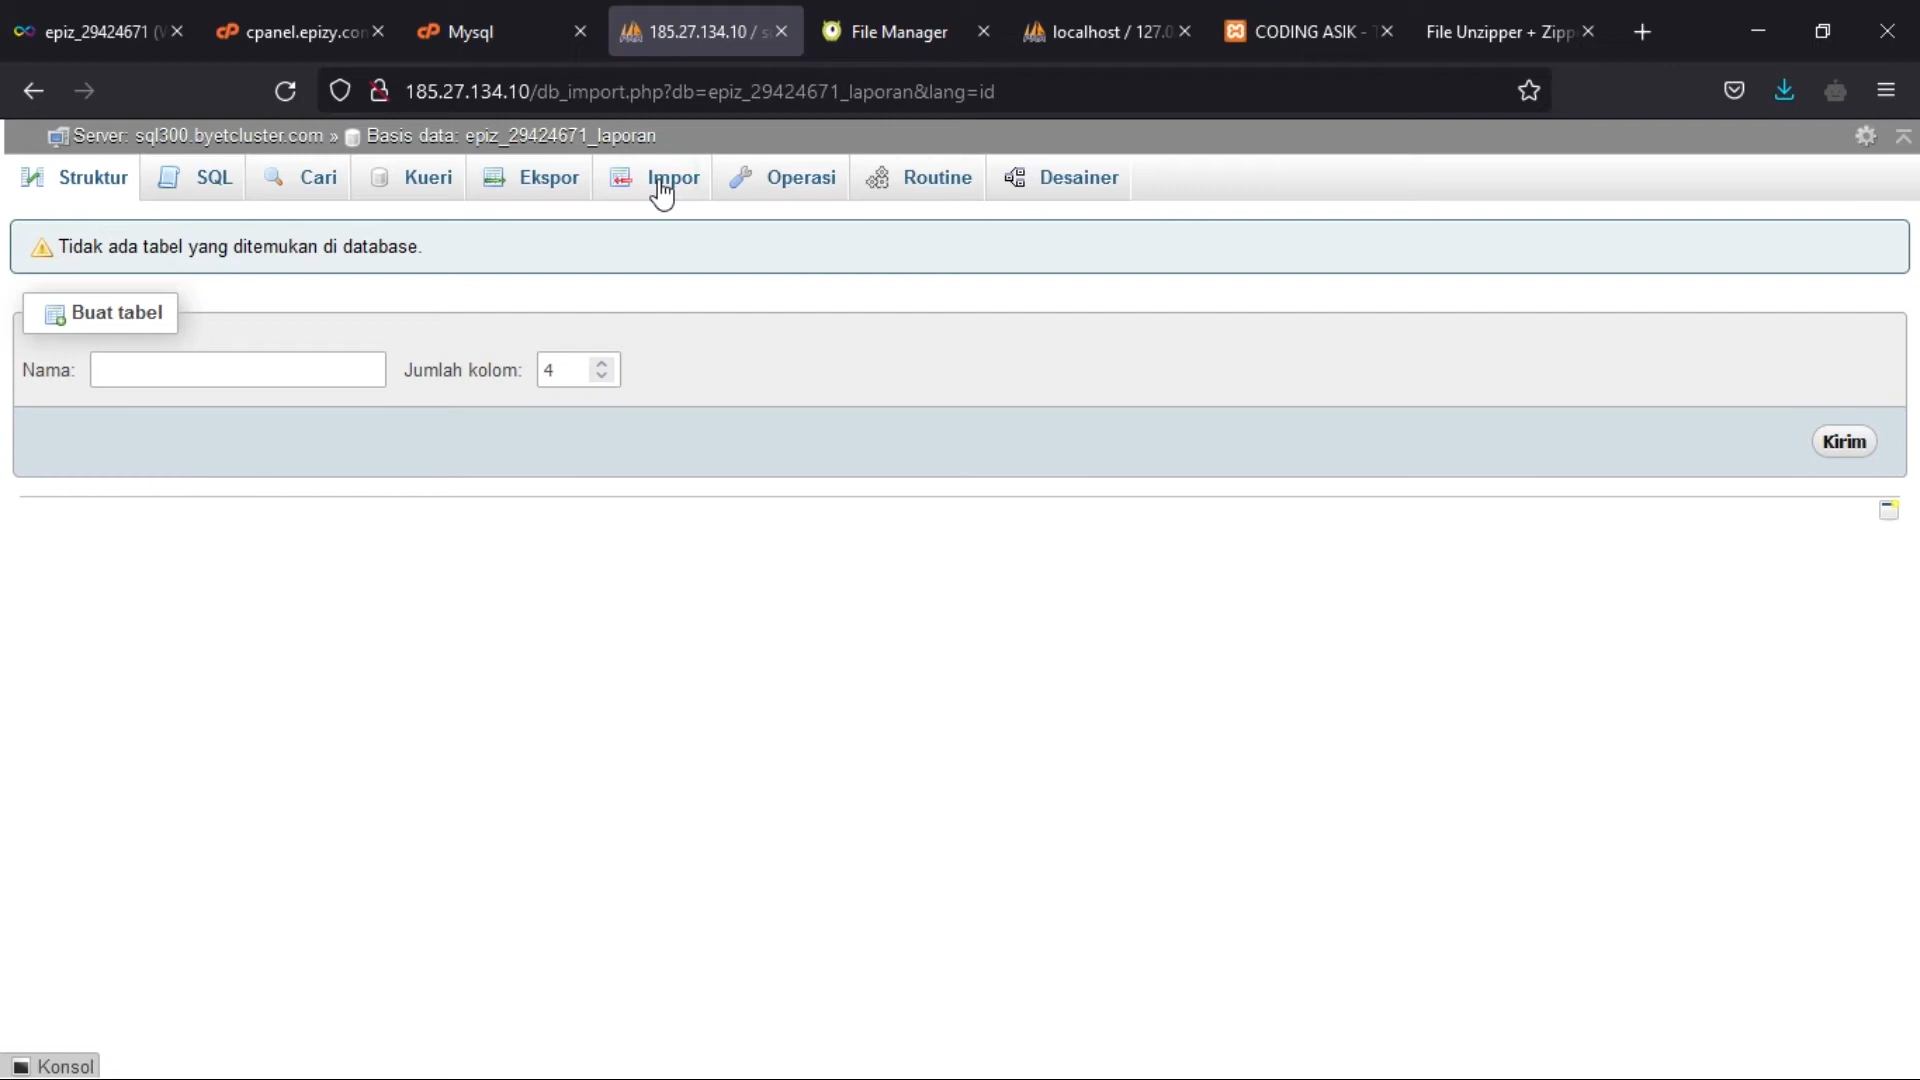 epiz_29424671 (V
cpanel.epizy.con
Mysql
185.27.134.10 / s
File Manager
localhost / 127.0
CODING ASIK - T
File Unzipper + Zipp
185.27.134.10/db_import.php?db=epiz_29424671_laporan&lang=id
Server: sql300.byetcluster.com » Basis data: epiz_29424671_laporan
Struktur
SQL
Cari
Kueri
Ekspor
Impor
Operasi
Routine
Desainer
Tidak ada tabel yang ditemukan di database.
Buat tabel
Nama:
Jumlah kolom: 4
Kirim
Konsol